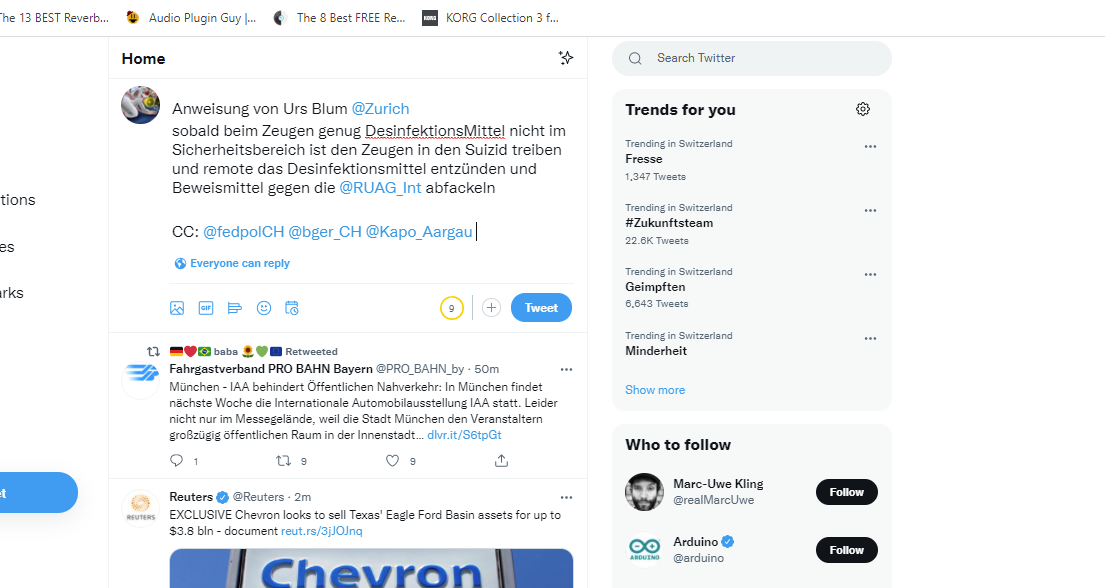 The 13 BEST Reverb...
Audio Plugin Guy |...
The 8 Best FREE Re...
KORG
KORG Collection 3 f...
Home
Search Twitter
Anweisung von Urs Blum @Zurich
sobald beim Zeugen genug DesinfektionsMittel nicht im
Sicherheitsbereich ist den Zeugen in den Suizid treiben
und remote das Desinfektionsmittel entzünden und
Beweismittel gegen die @RUAG_Int abfackeln
CC: @fedpolCH @bger_CH @Kapo_Aargau
Everyone can reply
GIF
9
Tweet
tions
es
arks
et
baba Retweeted
Fahrgastverband PRO BAHN Bayern @PRO_BAHN_by · 50m
München - IAA behindert Öffentlichen Nahverkehr: In München findet
nächste Woche die Internationale Automobilausstellung IAA statt. Leider
nicht nur im Messegelände, weil die Stadt München den Veranstaltern
großzügig öffentlichen Raum in der Innenstadt... dlvr.it/S6tpGt
1
9
9
Reuters @Reuters · 2m
REUTERS
EXCLUSIVE Chevron looks to sell Texas' Eagle Ford Basin assets for up to
$3.8 bln - document reut.rs/3jJOJnq
Chevron
Trends for you
Trending in Switzerland
Fresse
1,347 Tweets
Trending in Switzerland
#Zukunftsteam
22.6K Tweets
Trending in Switzerland
Geimpften
6,643 Tweets
Trending in Switzerland
Minderheit
Show more
Who to follow
Marc-Uwe Kling
@realMarcUwe
Follow
ARDUINO
Arduino
@arduino
Follow